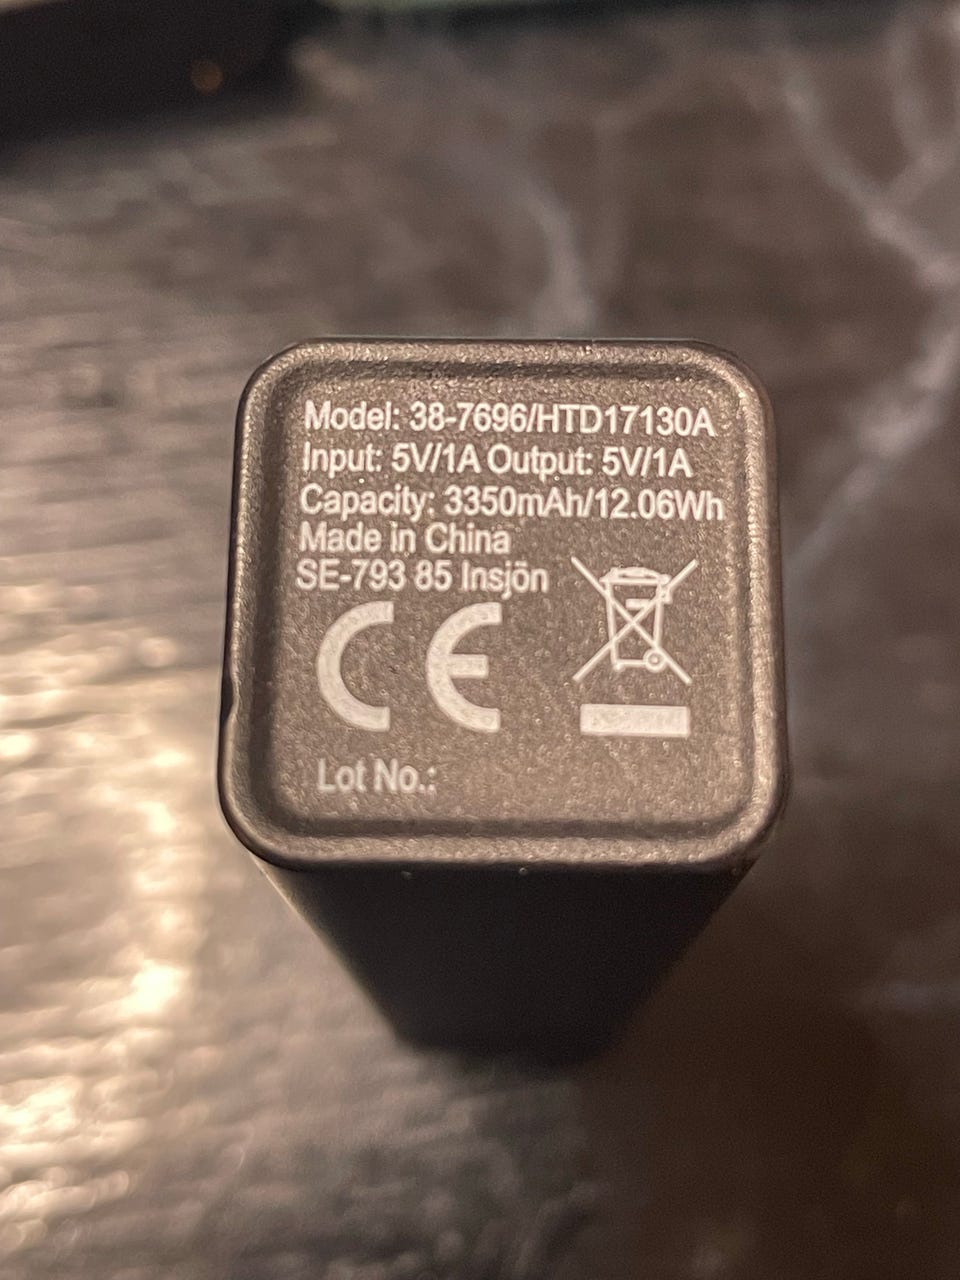 Model: 38-7696/HTD17130A
Input: 5V/1A Output: 5V/1A
Capacity: 3350mAh/12.06Wh
Made in China
SE-793 85 Insjön
CE
Lot No.: